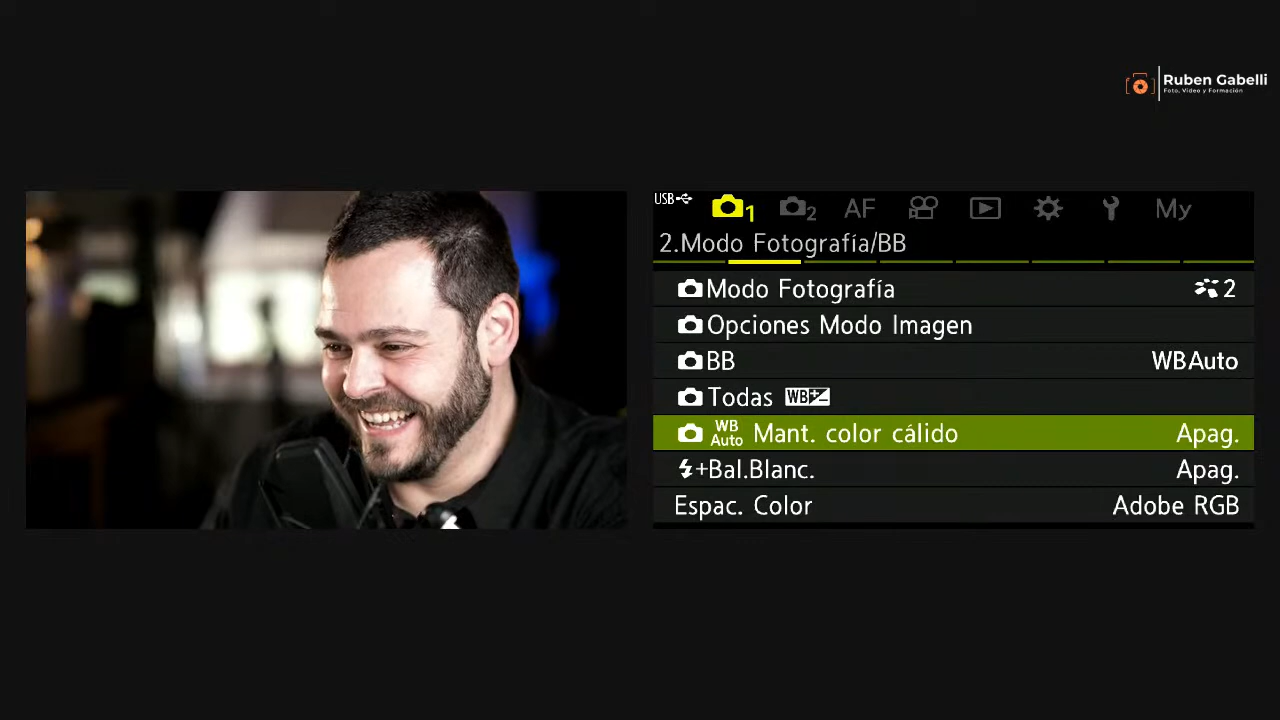 Ruben Gabelli
Foto, Video y Formación
USB
1
2
AF
My
2.Modo Fotografía/BB
Modo Fotografía 2
Opciones Modo Imagen
BB WBAuto
Todas WB
WB Auto Mant. color cálido Apag.
+Bal.Blanc. Apag.
Espac. Color Adobe RGB